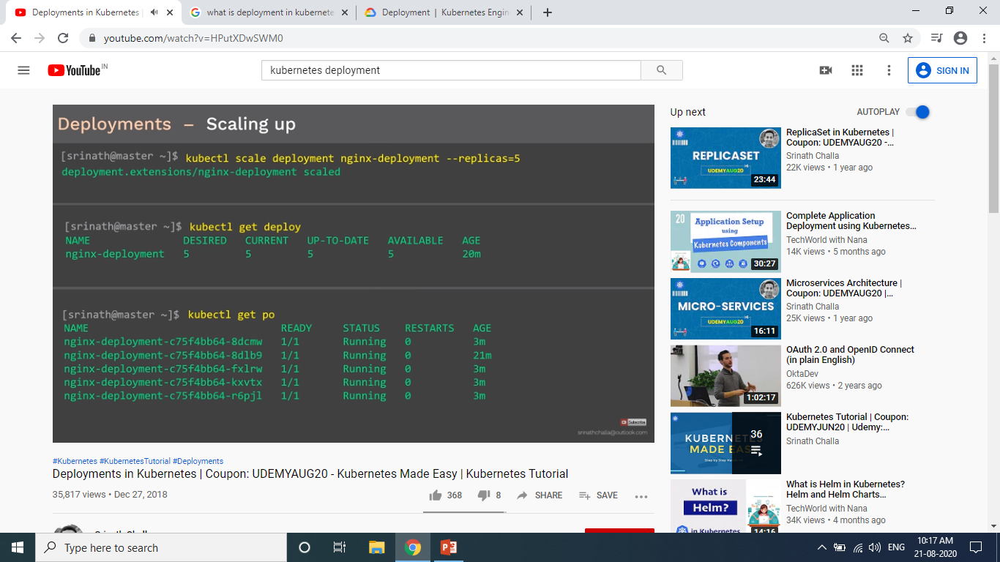 Deployments in Kubernetes |
what is deployment in kubernete
Deployment | Kubernetes Engin
youtube.com/watch?v=HPutXDwSWM0
YouTube IN
kubernetes deployment
SIGN IN
Deployments – Scaling up
[srinath@master ~]$ kubectl scale deployment nginx-deployment --replicas=5
deployment.extensions/nginx-deployment scaled
[srinath@master ~]$ kubectl get deploy
NAME DESIRED CURRENT UP-TO-DATE AVAILABLE AGE
nginx-deployment 5 5 5 5 20m
[srinath@master ~]$ kubectl get po
NAME READY STATUS RESTARTS AGE
nginx-deployment-c75f4bb64-8dcmw 1/1 Running 0 3m
nginx-deployment-c75f4bb64-8dlb9 1/1 Running 0 21m
nginx-deployment-c75f4bb64-fxlrw 1/1 Running 0 3m
nginx-deployment-c75f4bb64-kxvtx 1/1 Running 0 3m
nginx-deployment-c75f4bb64-r6pjl 1/1 Running 0 3m
Subscribe
srinathchalla@outlook.com
#Kubernetes #KubernetesTutorial #Deployments
Deployments in Kubernetes | Coupon: UDEMYAUG20 - Kubernetes Made Easy | Kubernetes Tutorial
35,817 views • Dec 27, 2018
368
8
SHARE
SAVE
Up next
AUTOPLAY
REPLICASET
UDEMYAUG20
23:44
ReplicaSet in Kubernetes |
Coupon: UDEMYAUG20 -...
Srinath Challa
22K views • 1 year ago
20
Application Setup
using
Kubernetes Components
30:27
Complete Application
Deployment using Kubernetes...
TechWorld with Nana
14K views • 5 months ago
MICRO-SERVICES
UDEMYAUG20
16:11
Microservices Architecture |
Coupon: UDEMYAUG20 |...
Srinath Challa
25K views • 1 year ago
1:02:17
OAuth 2.0 and OpenID Connect
(in plain English)
OktaDev
626K views • 2 years ago
KUBERNETES
MADE EASY
36
Kubernetes Tutorial | Coupon:
UDEMYJUN20 | Udemy:...
Srinath Challa
What is
Helm?
in Kubernetes
14:16
What is Helm in Kubernetes?
Helm and Helm Charts...
TechWorld with Nana
34K views • 4 months ago
Type here to search
ENG
10:17 AM
21-08-2020